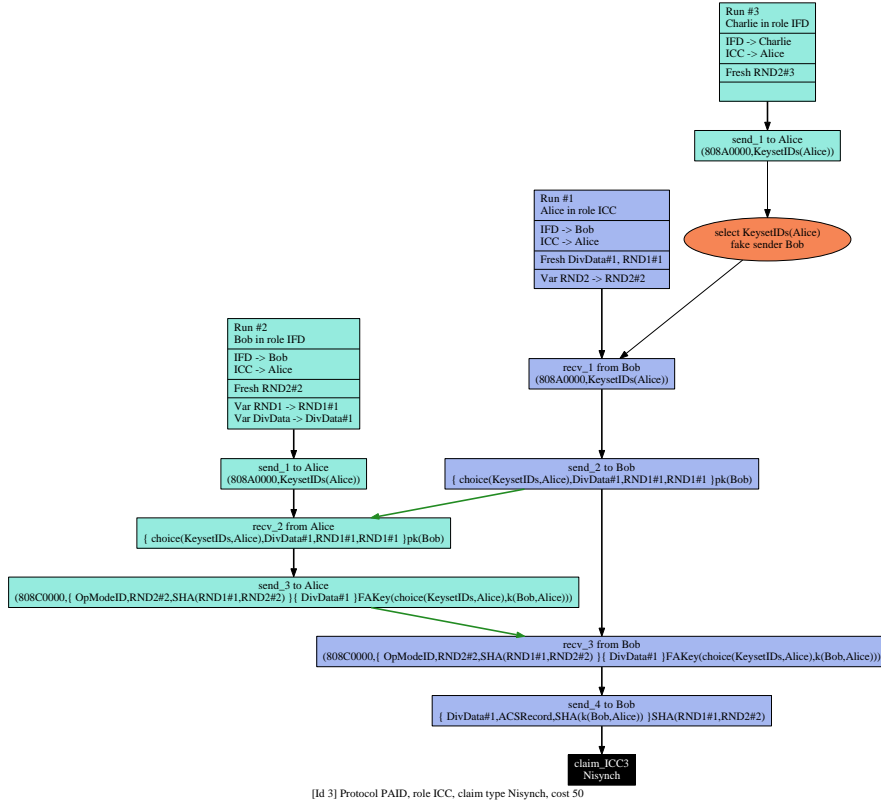 Run #3
Charlie in role IFD
IFD -> Charlie
ICC -> Alice
Fresh RND2#3
send_1 to Alice
(808A0000,KeysetIDs(Alice))
Run #1
Alice in role ICC
IFD -> Bob
ICC -> Alice
Fresh DivData#1, RND1#1
Var RND2 -> RND2#2
select KeysetIDs(Alice)
fake sender Bob
Run #2
Bob in role IFD
IFD -> Bob
ICC -> Alice
Fresh RND2#2
Var RND1 -> RND1#1
Var DivData -> DivData#1
recv_1 from Bob
(808A0000,KeysetIDs(Alice))
send_1 to Alice
(808A0000,KeysetIDs(Alice))
send_2 to Bob
{ choice(KeysetIDs,Alice),DivData#1,RND1#1,RND1#1 }pk(Bob)
recv_2 from Alice
{ choice(KeysetIDs,Alice),DivData#1,RND1#1,RND1#1 }pk(Bob)
send_3 to Alice
(808C0000,{ OpModeID,RND2#2,SHA(RND1#1,RND2#2) }{ DivData#1 }FAKey(choice(KeysetIDs,Alice),k(Bob,Alice)))
recv_3 from Bob
(808C0000,{ OpModeID,RND2#2,SHA(RND1#1,RND2#2) }{ DivData#1 }FAKey(choice(KeysetIDs,Alice),k(Bob,Alice)))
send_4 to Bob
{ DivData#1,ACSRecord,SHA(k(Bob,Alice)) }SHA(RND1#1,RND2#2)
claim_ICC3
Nisynch
[Id 3] Protocol PAID, role ICC, claim type Nisynch, cost 50